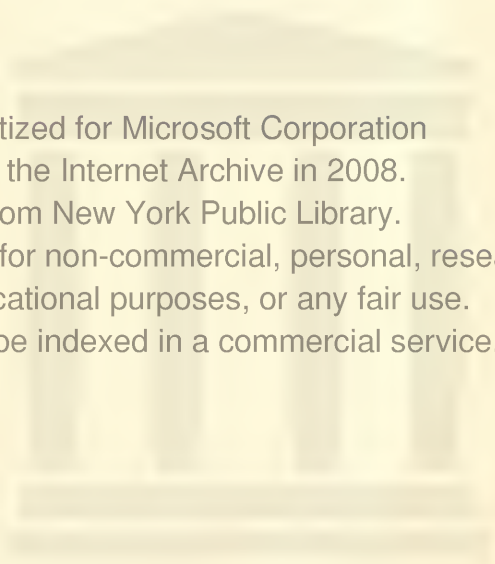 tized for Microsoft Corporation
the Internet Archive in 2008.
om New York Public Library.
for non-commercial, personal, rese
cational purposes, or any fair use.
be indexed in a commercial service.